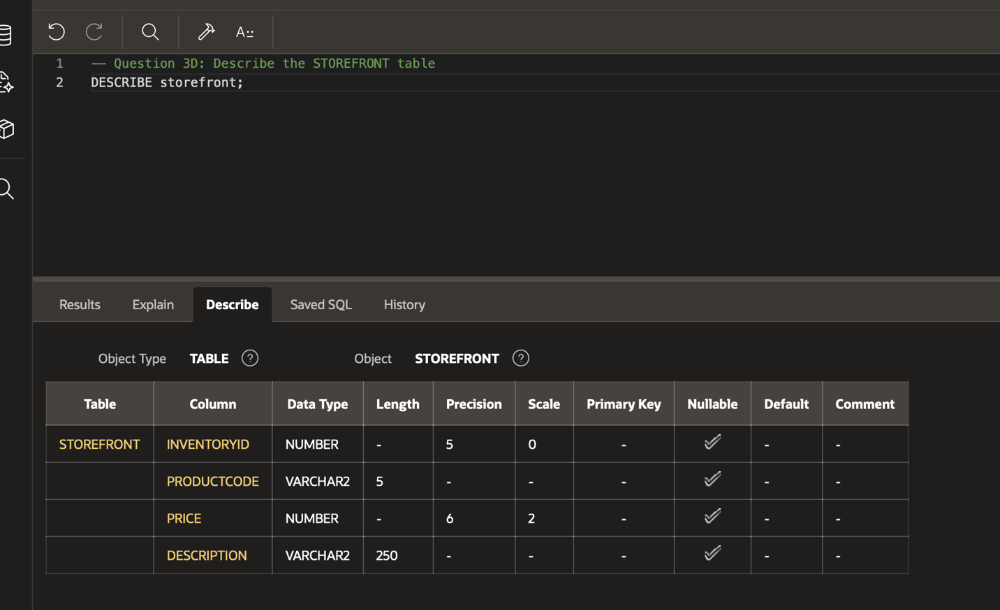 A::
1 -- Question 3D: Describe the STOREFRONT table
2 DESCRIBE storefront;
Results Explain Describe Saved SQL History
Object Type TABLE ? Object STOREFRONT ?
Table Column Data Type Length Precision Scale Primary Key Nullable Default Comment
STOREFRONT INVENTORYID NUMBER - 5 0 - - -
PRODUCTCODE VARCHAR2 5 - - - - -
PRICE NUMBER - 6 2 - - -
DESCRIPTION VARCHAR2 250 - - - - -